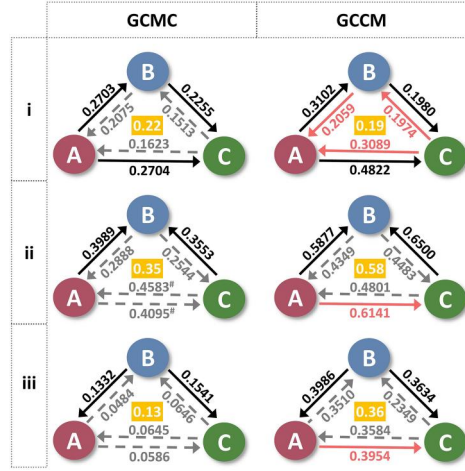 GCMC GCCM
i
B
0.2703 0.2255
0.2075 0.1513
0.22
A C
0.1623
0.2704
B
0.3102 0.1980
0.2059 0.1974
0.19
A C
0.3089
0.4822
ii
B
0.3989 0.3553
0.2888 0.2544
0.35
A C
0.4583#
0.4095#
B
0.5877 0.6500
0.4349 0.4483
0.58
A C
0.4801
0.6141
iii
B
0.1332 0.1541
0.0484 0.0646
0.13
A C
0.0645
0.0586
B
0.3986 0.3634
0.3510 0.2349
0.36
A C
0.3584
0.3954